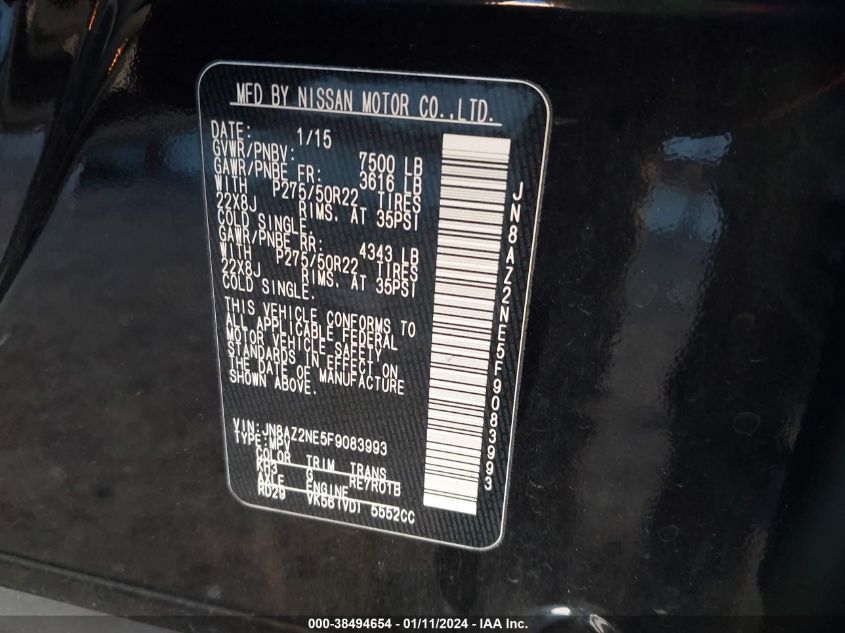 MFD BY NISSAN MOTOR CO.,LTD.
DATE: 1/15
GVWR/PNBV: 7500 LB
GAWR/PNBE FR: 3616 LB
WITH P275/50R22 TIRES
22X8J RIMS. AT 35PSI
COLD SINGLE.
GAWR/PNBE RR: 4343 LB
WITH P275/50R22 TIRES
22X8J RIMS. AT 35PSI
COLD SINGLE.
THIS VEHICLE CONFORMS TO
ALL APPLICABLE FEDERAL
MOTOR VEHICLE SAFETY
STANDARDS IN EFFECT ON
THE DATE OF MANUFACTURE
SHOWN ABOVE.
VIN:JN8AZ2NE5F9083993
TYPE:MPV
COLOR TRIM TRANS
KH3 G RE7R01B
AXLE ENGINE
RD29 VK56(VD) 5552CC
JN8AZ2NE5F9083993
000-38494654 - 01/11/2024 - IAA Inc.